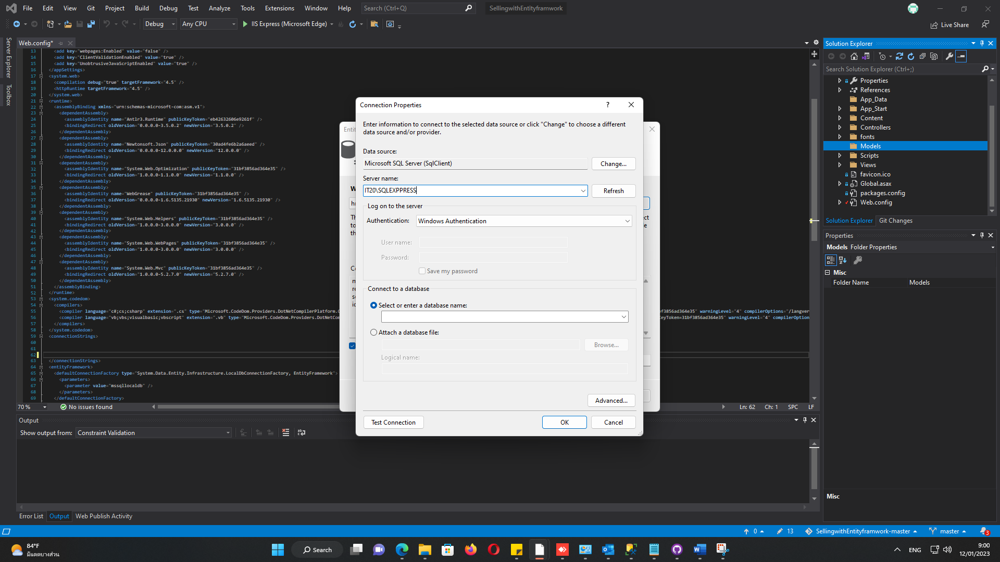 File Edit View Git Project Build Debug Test Analyze Tools Extensions Window Help Search (Ctrl+Q) SellingwithEntityframwork
Debug Any CPU IIS Express (Microsoft Edge) Live Share
Server Explorer
Toolbox
Web.config*
13 <add key="webpages:Enabled" value="false" />
14 <add key="ClientValidationEnabled" value="true" />
15 <add key="UnobtrusiveJavaScriptEnabled" value="true" />
16 </appSettings>
17 <system.web>
18 <compilation debug="true" targetFramework="4.5" />
19 <httpRuntime targetFramework="4.5" />
20 </system.web>
21 <runtime>
22 <assemblyBinding xmlns="urn:schemas-microsoft-com:asm.v1">
23 <dependentAssembly>
24 <assemblyIdentity name="Antlr3.Runtime" publicKeyToken="eb42632606e9261f" />
25 <bindingRedirect oldVersion="0.0.0.0-3.5.0.2" newVersion="3.5.0.2" />
26 </dependentAssembly>
27 <dependentAssembly>
28 <assemblyIdentity name="Newtonsoft.Json" publicKeyToken="30ad4fe6b2a6aeed" />
29 <bindingRedirect oldVersion="0.0.0.0-12.0.0.0" newVersion="12.0.0.0" />
30 </dependentAssembly>
31 <dependentAssembly>
32 <assemblyIdentity name="System.Web.Optimization" publicKeyToken="31bf3856ad364e35" />
33 <bindingRedirect oldVersion="1.0.0.0-1.1.0.0" newVersion="1.1.0.0" />
34 </dependentAssembly>
35 <dependentAssembly>
36 <assemblyIdentity name="WebGrease" publicKeyToken="31bf3856ad364e35" />
37 <bindingRedirect oldVersion="0.0.0.0-1.6.5135.21930" newVersion="1.6.5135.21930" />
38 </dependentAssembly>
39 <dependentAssembly>
40 <assemblyIdentity name="System.Web.Helpers" publicKeyToken="31bf3856ad364e35" />
41 <bindingRedirect oldVersion="1.0.0.0-3.0.0.0" newVersion="3.0.0.0" />
42 </dependentAssembly>
43 <dependentAssembly>
44 <assemblyIdentity name="System.Web.WebPages" publicKeyToken="31bf3856ad364e35" />
45 <bindingRedirect oldVersion="1.0.0.0-3.0.0.0" newVersion="3.0.0.0" />
46 </dependentAssembly>
47 <dependentAssembly>
48 <assemblyIdentity name="System.Web.Mvc" publicKeyToken="31bf3856ad364e35" />
49 <bindingRedirect oldVersion="1.0.0.0-5.2.7.0" newVersion="5.2.7.0" />
50 </dependentAssembly>
51 </assemblyBinding>
52 </runtime>
53 <system.codedom>
54 <compilers>
55 <compiler language="c#;cs;csharp" extension=".cs" type="Microsoft.CodeDom.Providers.DotNetCompilerPlatform.C bf3856ad364e35" warningLevel="4" compilerOptions="/langver
56 <compiler language="vb;vbs;visualbasic;vbscript" extension=".vb" type="Microsoft.CodeDom.Providers.DotNetCom KeyToken=31bf3856ad364e35" warningLevel="4" compilerOption
57 </compilers>
58 </system.codedom>
59 <connectionStrings>
60
61
62
63 </connectionStrings>
64 <entityFramework>
65 <defaultConnectionFactory type="System.Data.Entity.Infrastructure.LocalDbConnectionFactory, EntityFramework">
66 <parameters>
67 <parameter value="mssqllocaldb" />
68 </parameters>
69 </defaultConnectionFactory>
70 % No issues found Ln: 62 Ch: 1 SPC LF
Connection Properties ?
Enter information to connect to the selected data source or click "Change" to choose a different
data source and/or provider.
Data source:
Microsoft SQL Server (SqlClient) Change...
Server name:
IT20\SQLEXPPRESS Refresh
Log on to the server
Authentication: Windows Authentication
User name:
Password:
Save my password
Connect to a database
Select or enter a database name:
Attach a database file:
Browse...
Logical name:
Advanced...
Test Connection OK Cancel
Output
Show output from: Constraint Validation
Error List Output Web Publish Activity
Solution Explorer
Search Solution Explorer (Ctrl+;)
Properties
References
App_Data
App_Start
Content
Controllers
fonts
Models
Scripts
Views
favicon.ico
Global.asax
packages.config
Web.config
Solution Explorer Git Changes
Properties
Models Folder Properties
Misc
Folder Name Models
Misc
0 13 SellingwithEntityframwork-master master 3
84°F
มีแดดบางส่วน
Search
ENG
9:00
12/01/2023